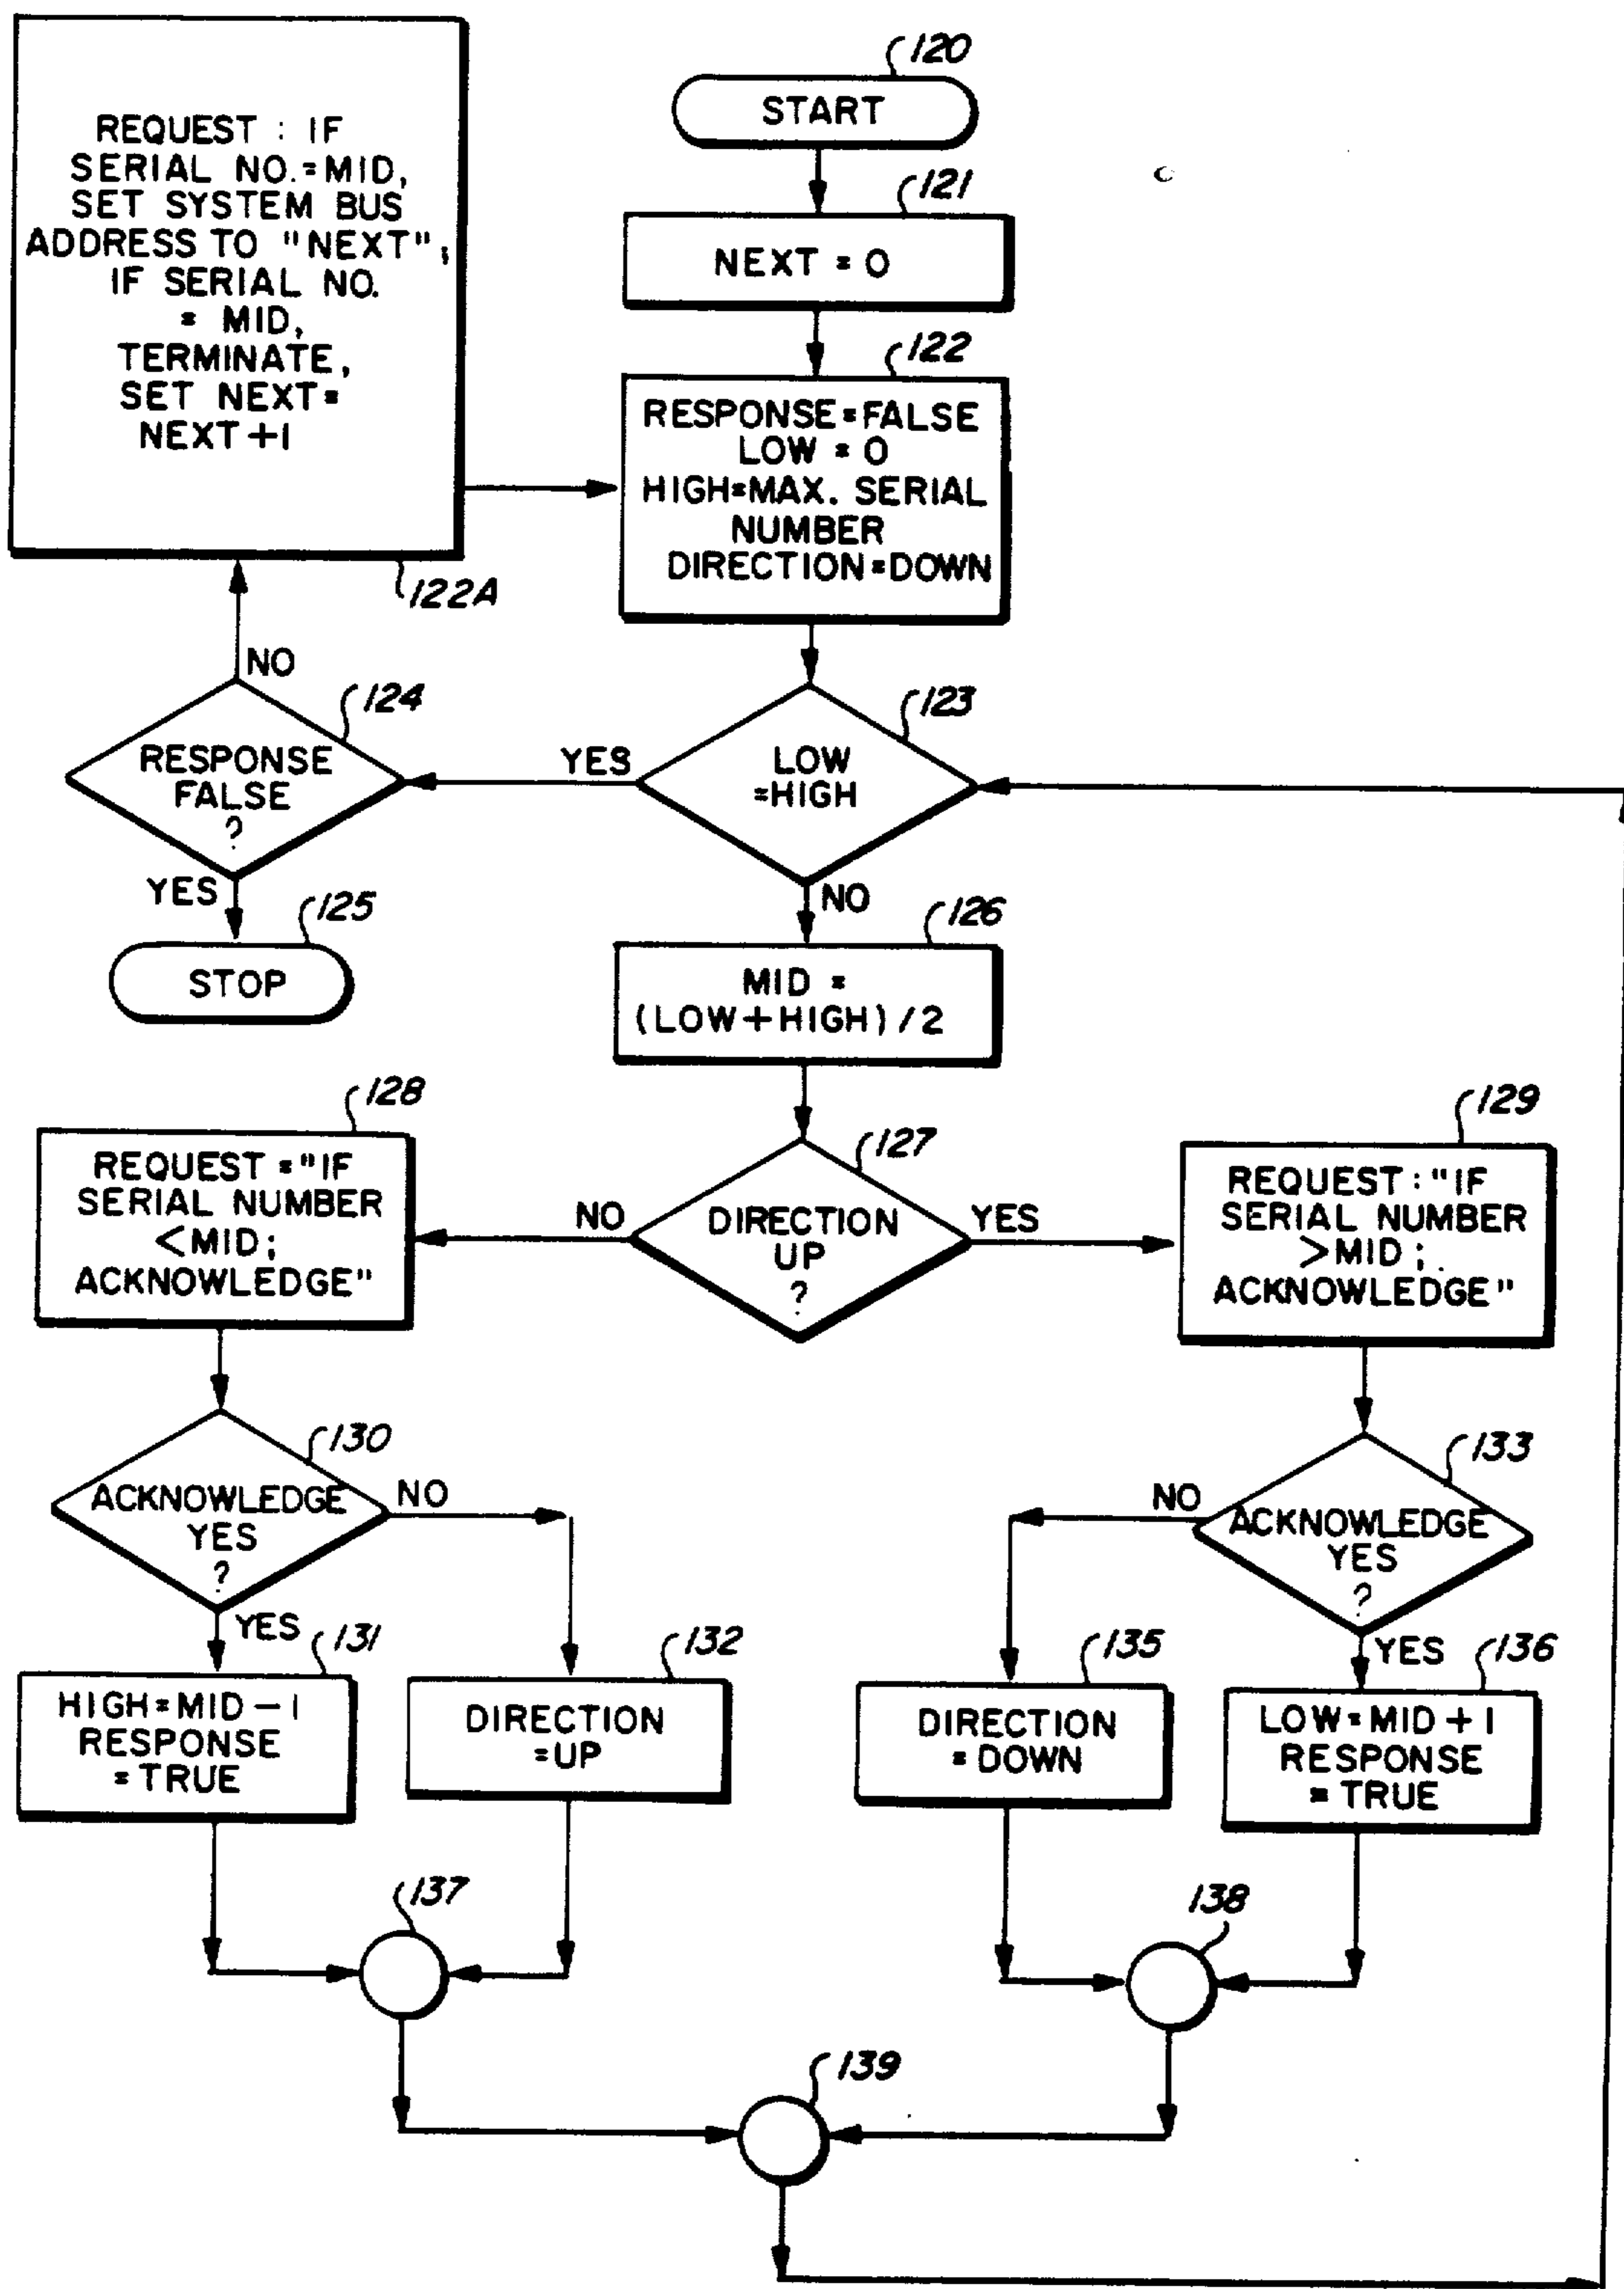 120
START
121
NEXT = 0
122
RESPONSE=FALSE
LOW = 0
HIGH=MAX. SERIAL
NUMBER
DIRECTION=DOWN
REQUEST : IF
SERIAL NO.=MID,
SET SYSTEM BUS
ADDRESS TO "NEXT",
IF SERIAL NO.
= MID,
TERMINATE,
SET NEXT=
NEXT+1
122A
NO
124
RESPONSE
FALSE
?
YES
125
STOP
123
LOW
=HIGH
YES
NO
126
MID =
(LOW+HIGH)/2
127
DIRECTION
UP
?
NO
YES
128
REQUEST="IF
SERIAL NUMBER
<MID;
ACKNOWLEDGE"
129
REQUEST:"IF
SERIAL NUMBER
>MID;
ACKNOWLEDGE"
130
ACKNOWLEDGE
YES
?
NO
YES
133
ACKNOWLEDGE
YES
?
NO
YES
131
HIGH=MID-1
RESPONSE
=TRUE
132
DIRECTION
=UP
135
DIRECTION
=DOWN
136
LOW=MID+1
RESPONSE
=TRUE
137
138
139